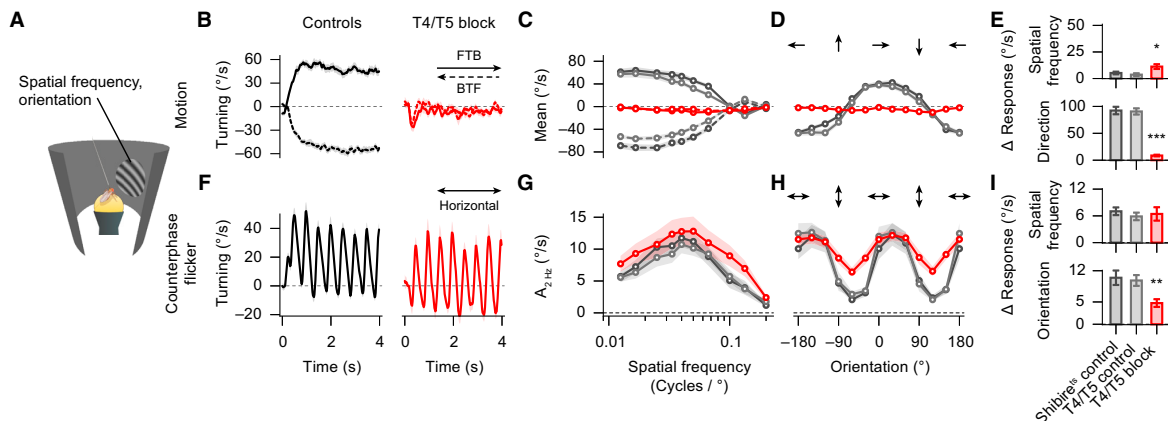 A
Spatial frequency,
orientation
B
Controls
T4/T5 block
Motion
Turning (°/s)
60
30
0
−30
−60
FTB
BTF
C
Mean (°/s)
80
40
0
−40
−80
D
E
Δ Response (°/s)
Spatial
frequency
50
25
0
*
Direction
100
50
0
***
F
Counterphase
flicker
Turning (°/s)
40
20
0
−20
0 2 4
Time (s)
Horizontal
0 2 4
Time (s)
G
A2 Hz (°/s)
15
10
5
0
0.01 0.1
Spatial frequency
(Cycles / °)
H
−180 −90 0 90 180
Orientation (°)
I
Δ Response (°/s)
Spatial
frequency
12
6
0
Orientation
12
5
0
**
Shibirets control
T4/T5 control
T4/T5 block